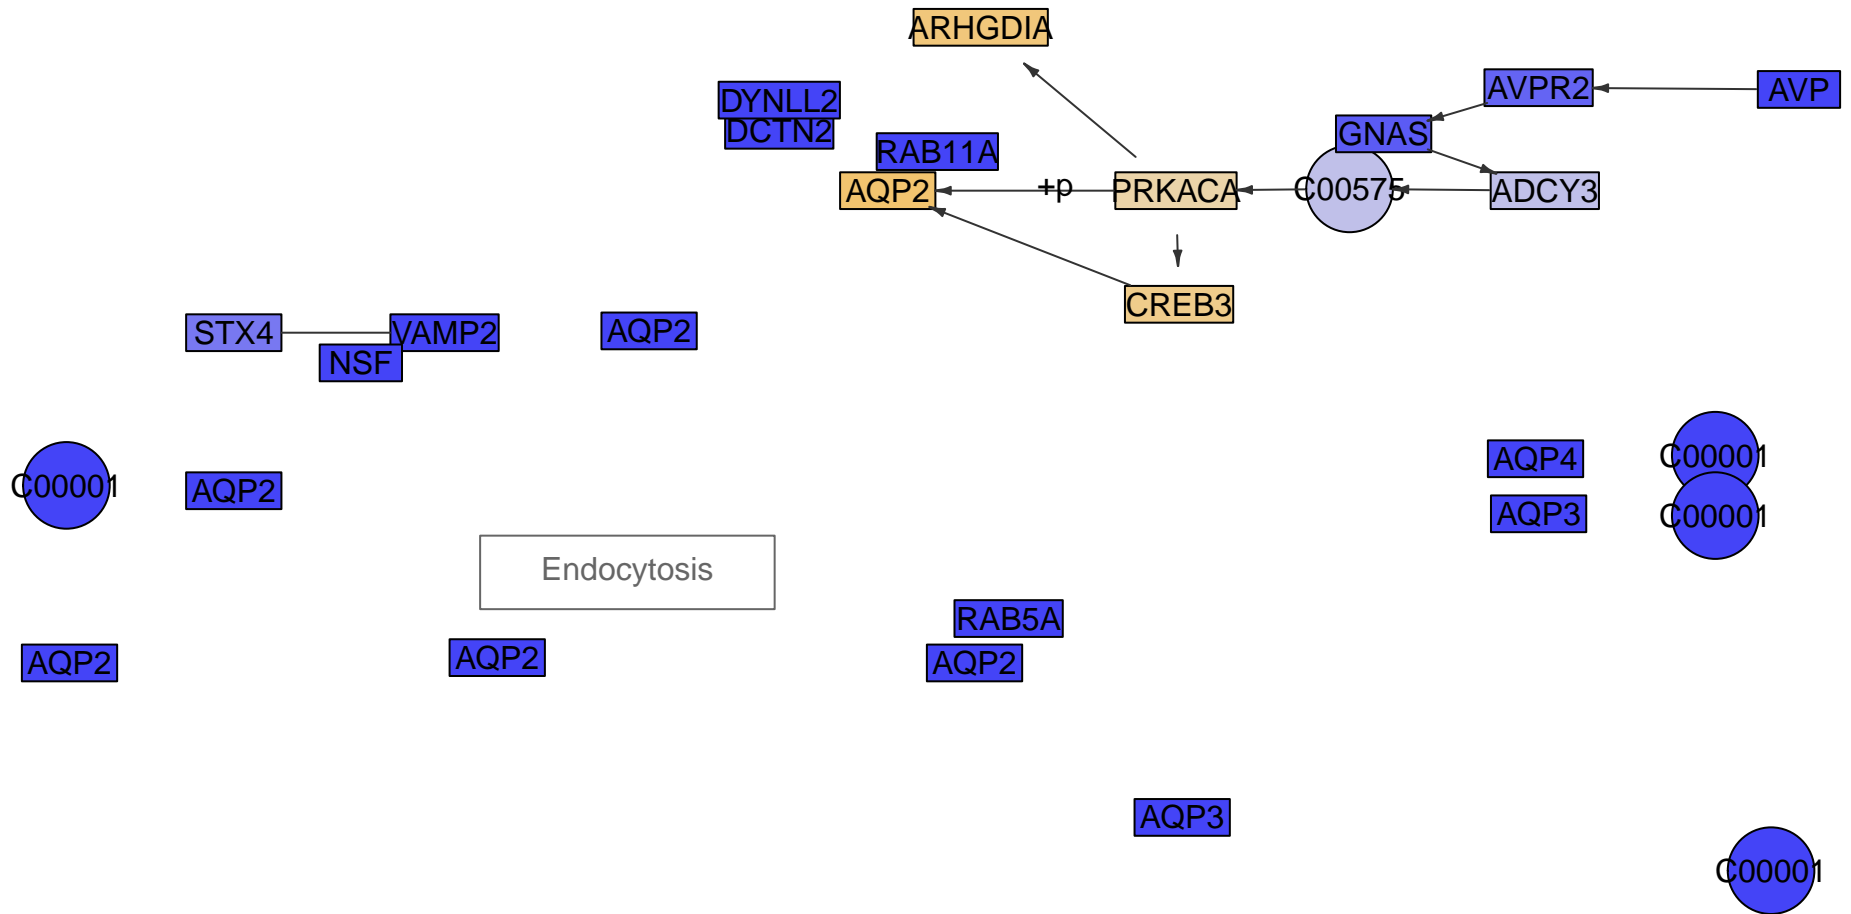 ARHGDIA
DYNLL2
AVPR2
AVP
DCTN2
GNAS
RAB11A
AQP2
+p
PRKACA
C00575
ADCY3
CREB3
STX4
VAMP2
AQP2
NSF
AQP4
C00001
C00001
AQP2
AQP3
C00001
Endocytosis
RAB5A
AQP2
AQP2
AQP2
AQP3
C00001